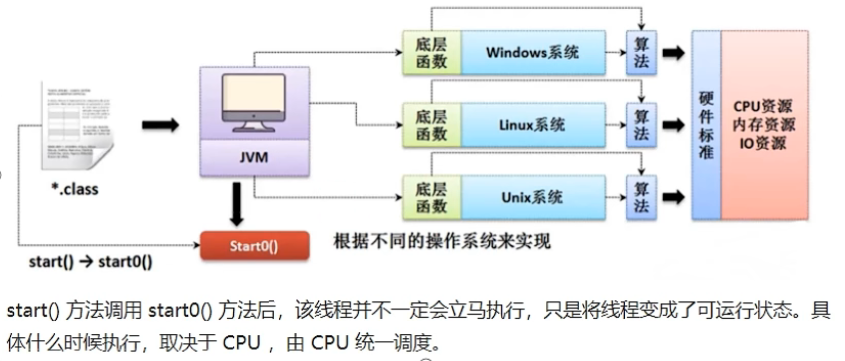 底层
函数
Windows系统
算
法
底层
函数
Linux系统
算
法
底层
函数
Unix系统
算
法
硬件标准
CPU资源
内存资源
IO资源
*.class
JVM
Start0()
根据不同的操作系统来实现
start() → start0()
start() 方法调用 start0() 方法后，该线程并不一定会立马执行，只是将线程变成了可运行状态。具
体什么时候执行，取决于 CPU ，由 CPU 统一调度。